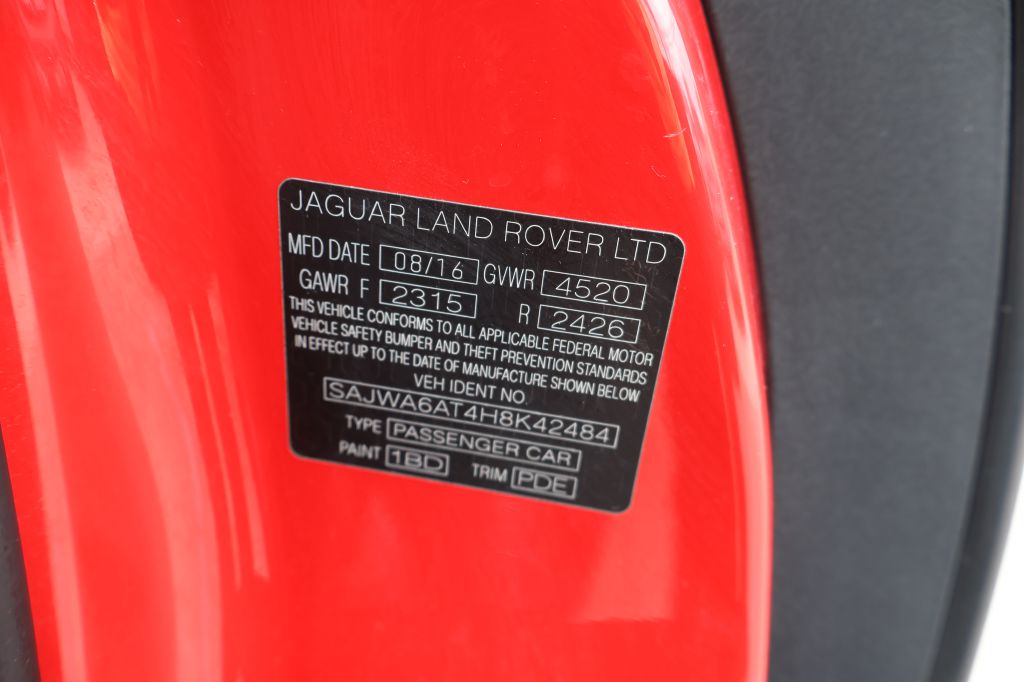 JAGUAR LAND ROVER LTD
MFD DATE 08/16 GVWR 4520
GAWR F 2315 R 2426
THIS VEHICLE CONFORMS TO ALL APPLICABLE FEDERAL MOTOR
VEHICLE SAFETY BUMPER AND THEFT PREVENTION STANDARDS
IN EFFECT UP TO THE DATE OF MANUFACTURE SHOWN BELOW
VEH IDENT NO
SAJWA6AT4H8K42484
TYPE PASSENGER CAR
PAINT 1BD TRIM PDE